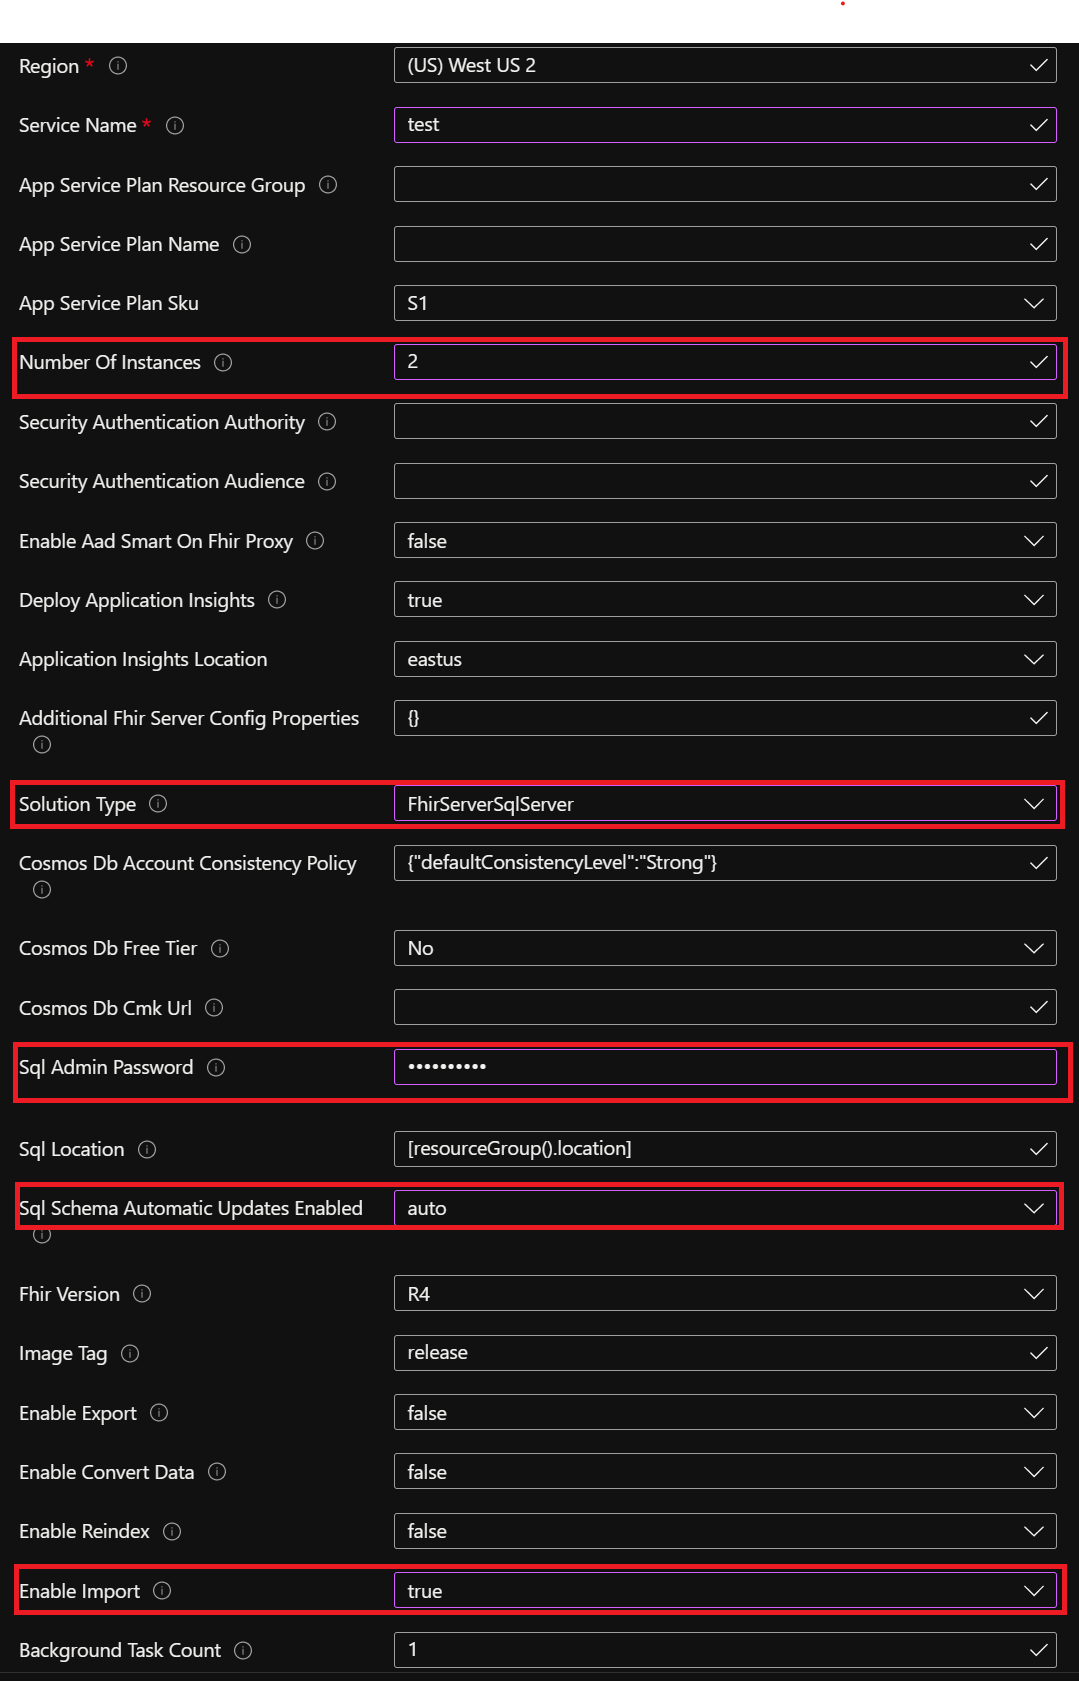 Region * (US) West US 2
Service Name * test
App Service Plan Resource Group
App Service Plan Name
App Service Plan Sku S1
Number Of Instances 2
Security Authentication Authority
Security Authentication Audience
Enable Aad Smart On Fhir Proxy false
Deploy Application Insights true
Application Insights Location eastus
Additional Fhir Server Config Properties {}
Solution Type FhirServerSqlServer
Cosmos Db Account Consistency Policy {"defaultConsistencyLevel":"Strong"}
Cosmos Db Free Tier No
Cosmos Db Cmk Url
Sql Admin Password ••••••••••
Sql Location [resourceGroup().location]
Sql Schema Automatic Updates Enabled auto
Fhir Version R4
Image Tag release
Enable Export false
Enable Convert Data false
Enable Reindex false
Enable Import true
Background Task Count 1